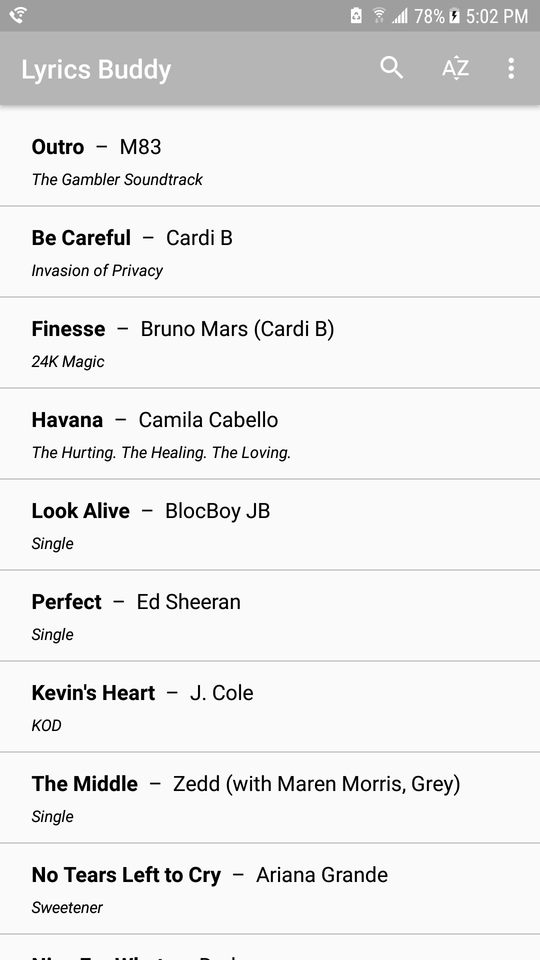 78% 5:02 PM
Lyrics Buddy
AZ
Outro – M83
The Gambler Soundtrack
Be Careful – Cardi B
Invasion of Privacy
Finesse – Bruno Mars (Cardi B)
24K Magic
Havana – Camila Cabello
The Hurting. The Healing. The Loving.
Look Alive – BlocBoy JB
Single
Perfect – Ed Sheeran
Single
Kevin's Heart – J. Cole
KOD
The Middle – Zedd (with Maren Morris, Grey)
Single
No Tears Left to Cry – Ariana Grande
Sweetener